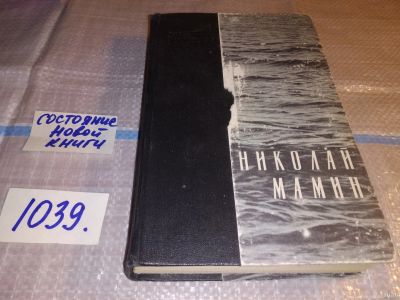 состояние
новой
книги
1039.
НИКОЛАЙ
МАМИН